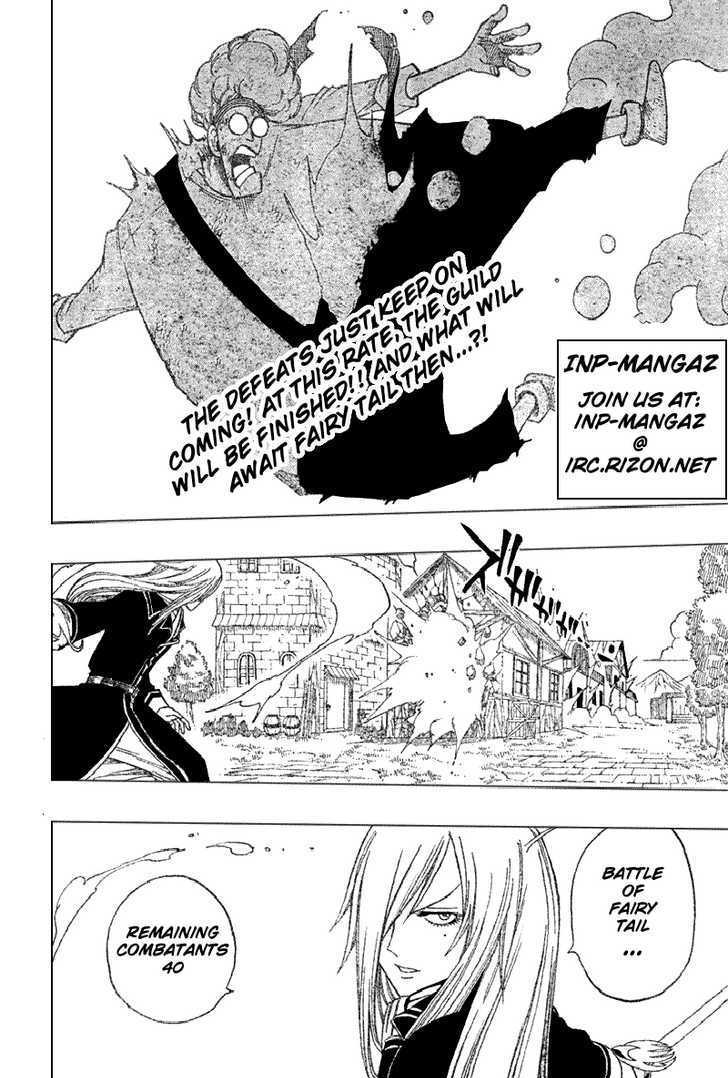 THE DEFEATS JUST KEEP ON
COMING! AT THIS RATE, THE GUILD
WILL BE FINISHED!! AND WHAT WILL
AWAIT FAIRY TAIL THEN...?!
INP-MANGAZ
JOIN US AT:
INP-MANGAZ
@
IRC.RIZON.NET
BATTLE
OF
FAIRY
TAIL
...
REMAINING
COMBATANTS
40